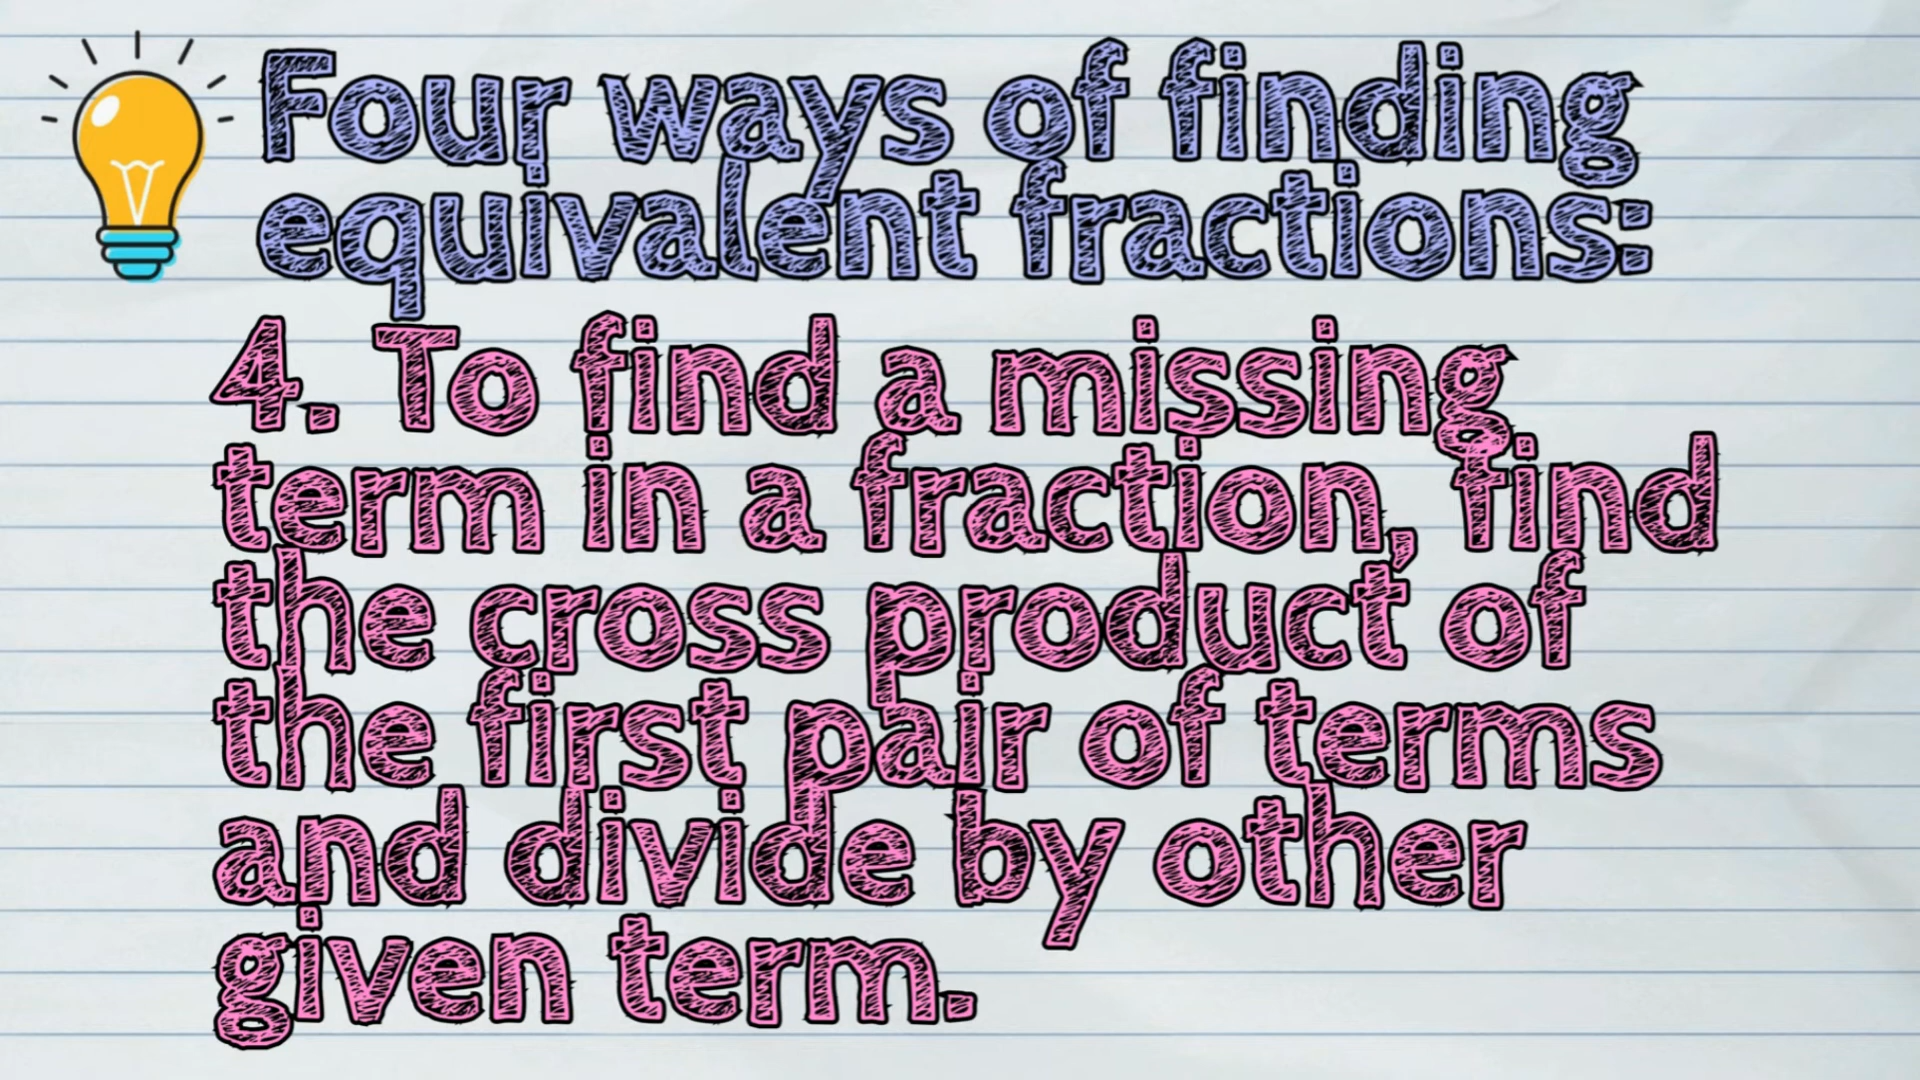 Four ways of finding
equivalent fractions:
4. To find a missing
term in a fraction, find
the cross product of
the first pair of terms
and divide by other
given term.